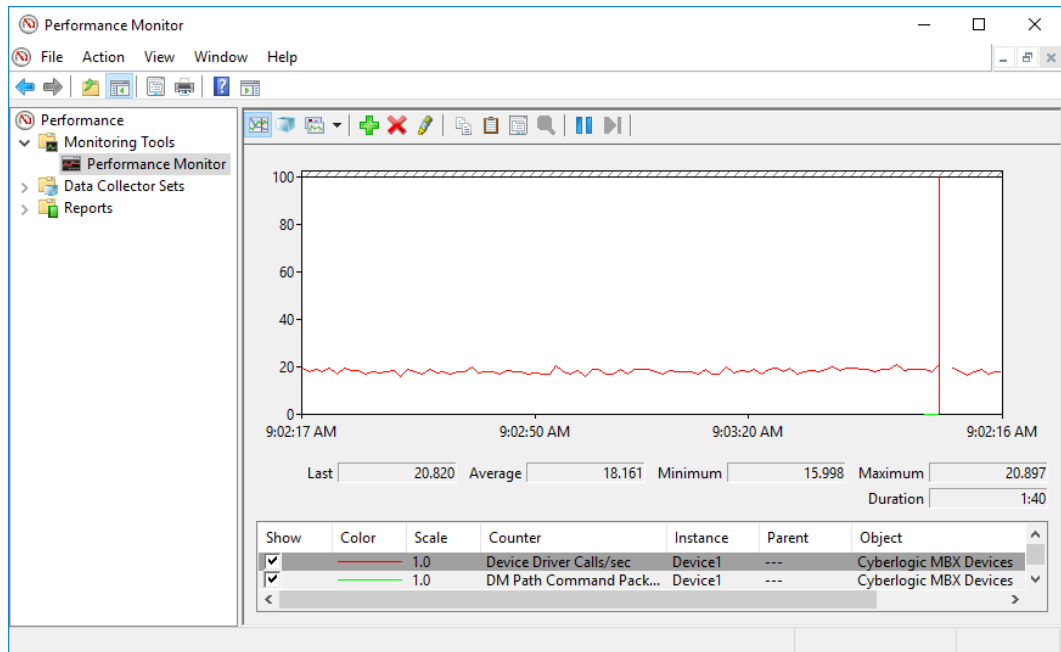 Performance Monitor
File Action View Window Help
Performance
Monitoring Tools
Performance Monitor
Data Collector Sets
Reports
100
80
60
40
20
0
9:02:17 AM 9:02:50 AM 9:03:20 AM 9:02:16 AM
Last 20.820 Average 18.161 Minimum 15.998 Maximum 20.897
Duration 1:40
Show Color Scale Counter Instance Parent Object
1.0 Device Driver Calls/sec Device1 --- Cyberlogic MBX Devices
1.0 DM Path Command Pack... Device1 --- Cyberlogic MBX Devices